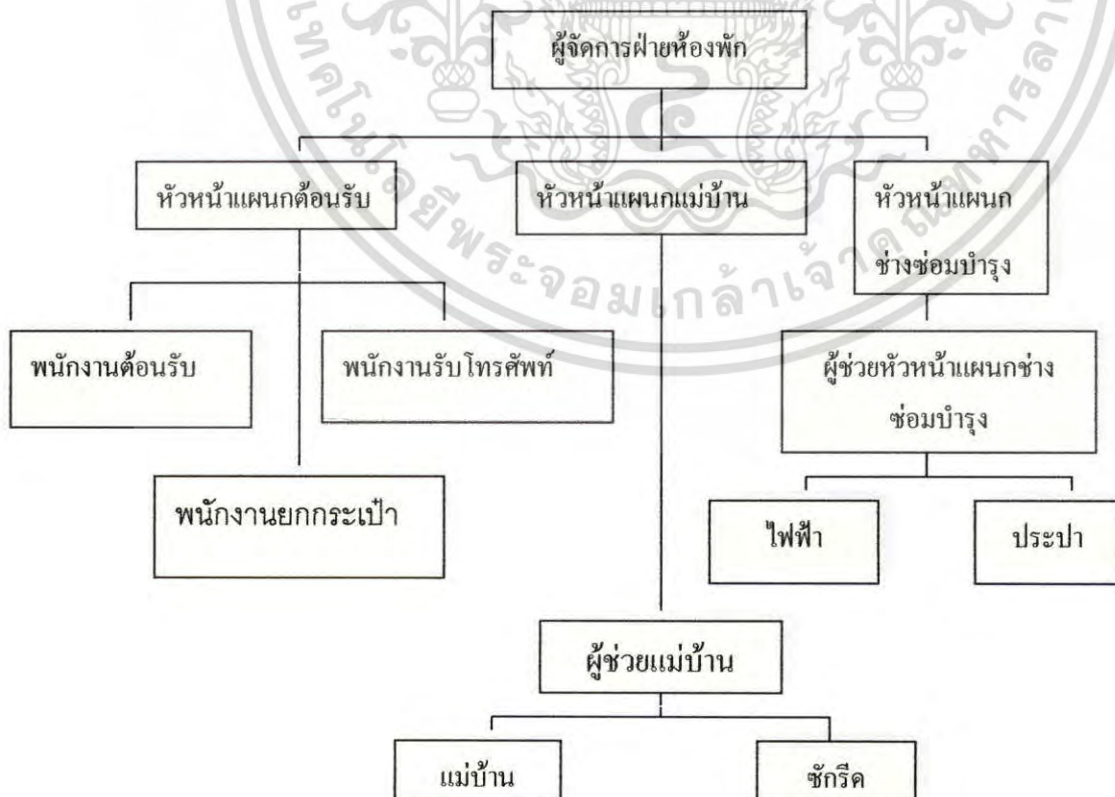 ผู้จัดการฝ่ายห้องพัก
หัวหน้าแผนกต้อนรับ
หัวหน้าแผนกแม่บ้าน
หัวหน้าแผนก
ช่างซ่อมบำรุง
พนักงานต้อนรับ
พนักงานรับโทรศัพท์
ผู้ช่วยหัวหน้าแผนกช่าง
ซ่อมบำรุง
พนักงานยกกระเป๋า
ไฟฟ้า
ประปา
ผู้ช่วยแม่บ้าน
แม่บ้าน
ซักรีด